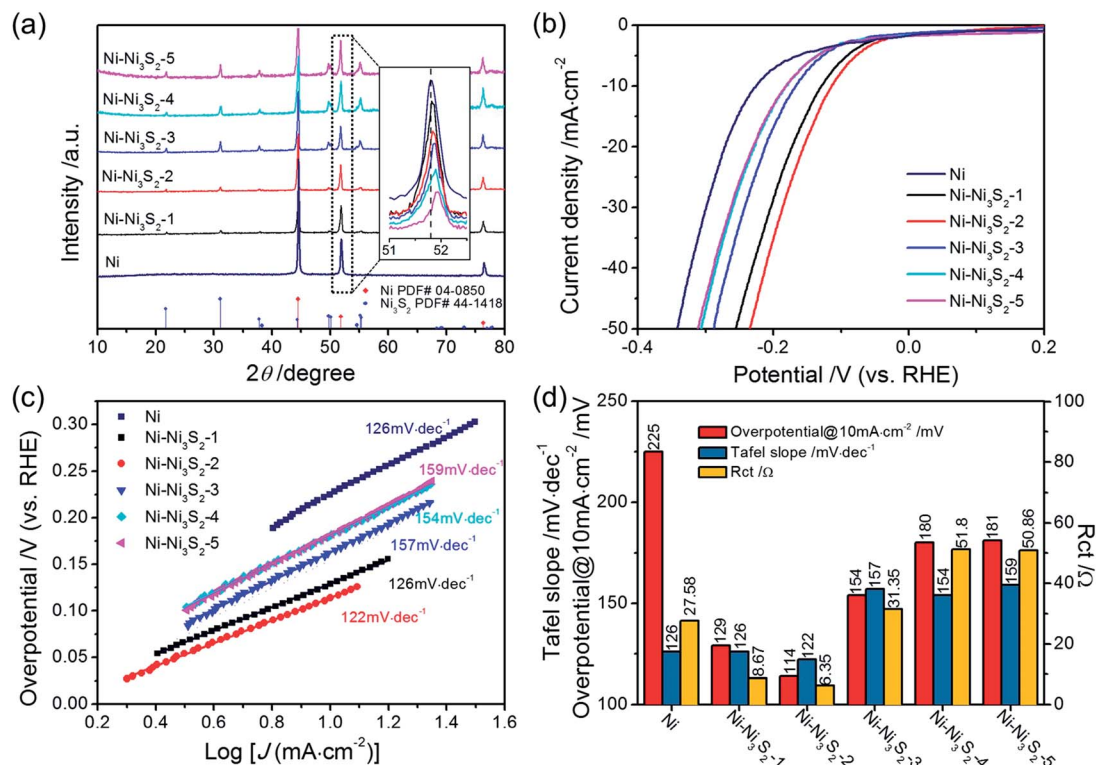 (a)
Ni-Ni₃S₂-5
Ni-Ni₃S₂-4
Ni-Ni₃S₂-3
Ni-Ni₃S₂-2
Ni-Ni₃S₂-1
Ni
51 52
Ni PDF# 04-0850
Ni₃S₂ PDF# 44-1418
Intensity /a.u.
10 20 30 40 50 60 70 80
2θ /degree
(b)
Current density /mA·cm⁻²
0
-10
-20
-30
-40
-50
Ni
Ni-Ni₃S₂-1
Ni-Ni₃S₂-2
Ni-Ni₃S₂-3
Ni-Ni₃S₂-4
Ni-Ni₃S₂-5
-0.4 -0.2 0.0 0.2
Potential /V (vs. RHE)
(c)
Overpotential /V (vs. RHE)
0.30
0.25
0.20
0.15
0.10
0.05
0.00
Ni
Ni-Ni₃S₂-1
Ni-Ni₃S₂-2
Ni-Ni₃S₂-3
Ni-Ni₃S₂-4
Ni-Ni₃S₂-5
126mV·dec⁻¹
159mV·dec⁻¹
154mV·dec⁻¹
157mV·dec⁻¹
126mV·dec⁻¹
122mV·dec⁻¹
0.2 0.4 0.6 0.8 1.0 1.2 1.4 1.6
Log [J (mA·cm⁻²)]
(d)
Tafel slope /mV·dec⁻¹
Overpotential@10mA·cm⁻² /mV
250
200
150
100
Overpotential@10mA·cm⁻² /mV
Tafel slope /mV·dec⁻¹
Rct /Ω
225 126 27.58
129 126 8.67
114 122 6.35
154 157 31.35
180 154 51.8
181 159 50.86
100
80
60
40
20
0
Rct /Ω
Ni Ni-Ni₃S₂-1 Ni-Ni₃S₂-2 Ni-Ni₃S₂-3 Ni-Ni₃S₂-4 Ni-Ni₃S₂-5